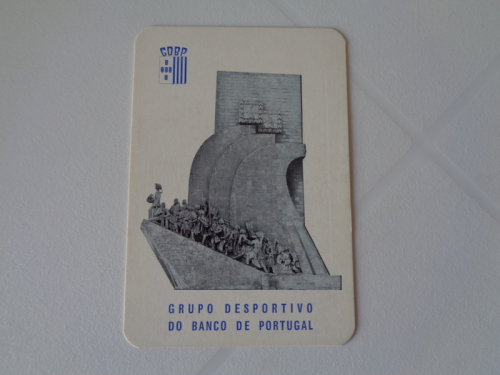 GDBP
GRUPO DESPORTIVO
DO BANCO DE PORTUGAL